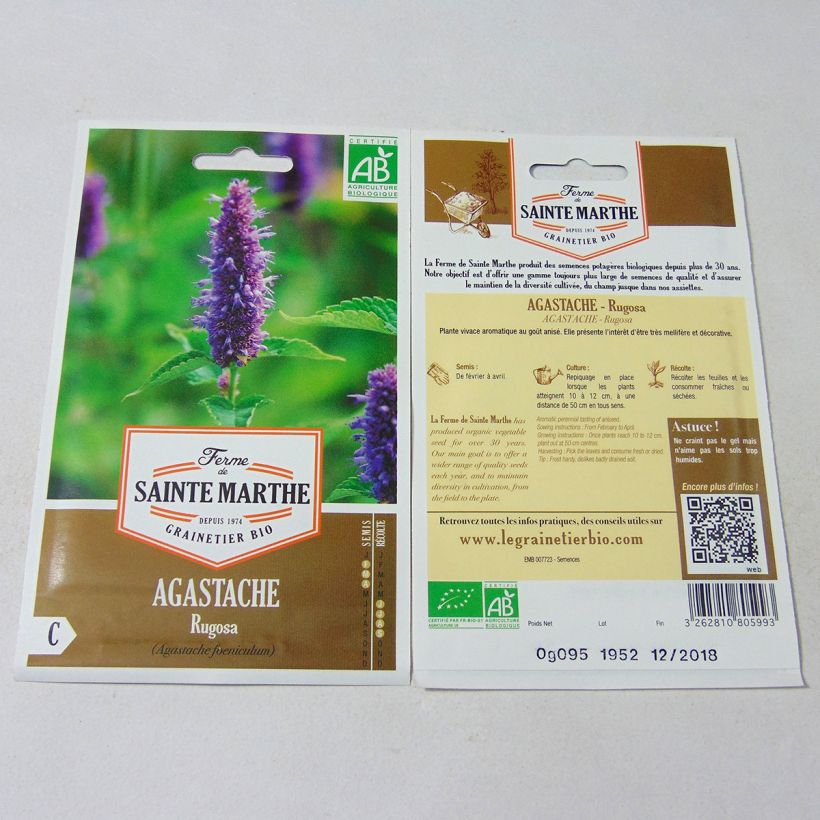 CERTIFIÉ
AB
AGRICULTURE
BIOLOGIQUE
Ferme
de
SAINTE MARTHE
DEPUIS 1974
GRAINETIER BIO
AGASTACHE
Rugosa
(Agastache foeniculum)
C
SEMIS
RÉCOLTE
J J
F F
M M
A A
M M
J J
J J
A A
S S
O O
N N
D D
Ferme
de
SAINTE MARTHE
DEPUIS 1974
GRAINETIER BIO
La Ferme de Sainte Marthe produit des semences potagères biologiques depuis plus de 30 ans.
Notre objectif est d'offrir une gamme toujours plus large de semences de qualité et d'assurer
le maintien de la diversité cultivée, du champ jusque dans nos assiettes.
AGASTACHE - Rugosa
AGASTACHE - Rugosa
Plante vivace aromatique au goût anisé. Elle présente l'intérêt d'être très mellifère et décorative.
Semis :
De février à avril.
Culture :
Repiquage en place
lorsque les plants
atteignent 10 à 12 cm, à une
distance de 50 cm en tous sens.
Récolte :
Récolter les feuilles et les
consommer fraîches ou
séchées.
La Ferme de Sainte Marthe has
produced organic vegetable
seed for over 30 years.
Our main goal is to offer a
wider range of quality seeds
each year, and to maintain
diversity in cultivation, from
the field to the plate.
Aromatic perennial tasting of aniseed.
Sowing instructions : From February to April.
Growing instructions : Once plants reach 10 to 12 cm,
plant out at 50 cm centres.
Harvesting : Pick the leaves and consume fresh or dried.
Tip : Frost hardy, dislikes badly drained soil.
Astuce !
Ne craint pas le gel mais
n'aime pas les sols trop
humides.
Encore plus d'infos !
web
Retrouvez toutes les infos pratiques, des conseils utiles sur
www.legrainetierbio.com
EMB 007723 - Semences
CERTIFIÉ PAR FR-BIO-01
AGRICULTURE UE
CERTIFIÉ
AB
AGRICULTURE
BIOLOGIQUE
Poids Net Lot Fin
3 262810 805993
0g095 1952 12/2018